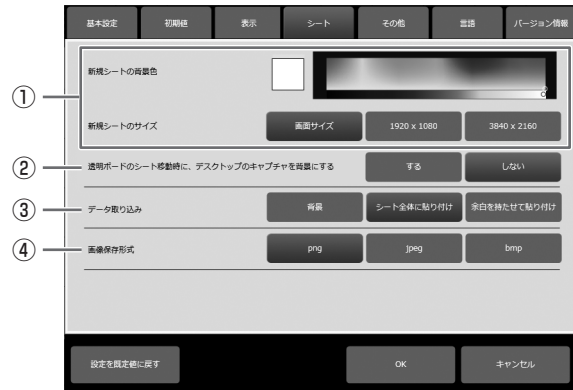 基本設定 初期値 表示 シート その他 言語 バージョン情報
① 新規シートの背景色
新規シートのサイズ 画面サイズ 1920 x 1080 3840 x 2160
② 透明ボードのシート移動時に、デスクトップのキャプチャを背景にする する しない
③ データ取り込み 背景 シート全体に貼り付け 余白を持たせて貼り付け
④ 画像保存形式 png jpeg bmp
設定を既定値に戻す OK キャンセル